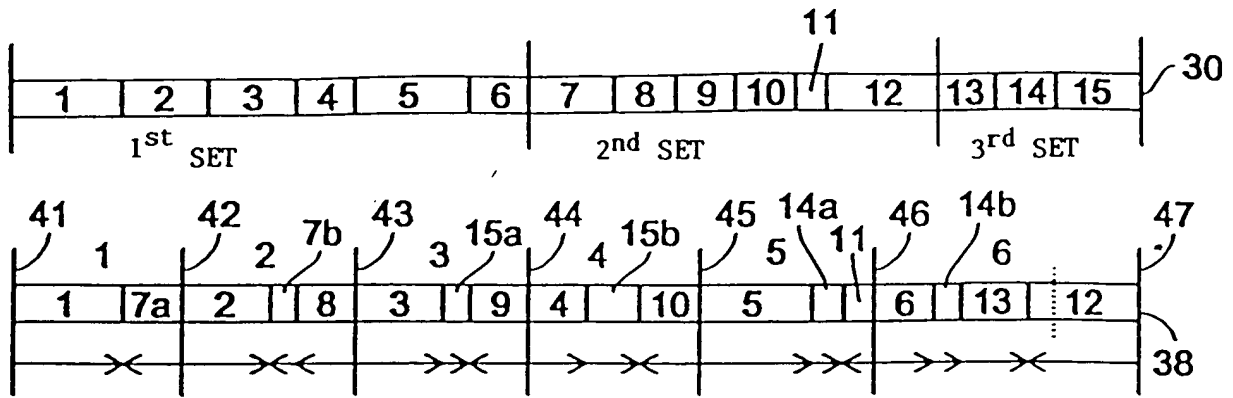 11
30
1 2 3 4 5 6 7 8 9 10 12 13 14 15
1st SET 2nd SET 3rd SET
41 42 7b 43 15a 44 15b 45 14a 11 46 14b 47
1 2 3 4 5 6
1 7a 2 8 3 9 4 10 5 6 13 12
38